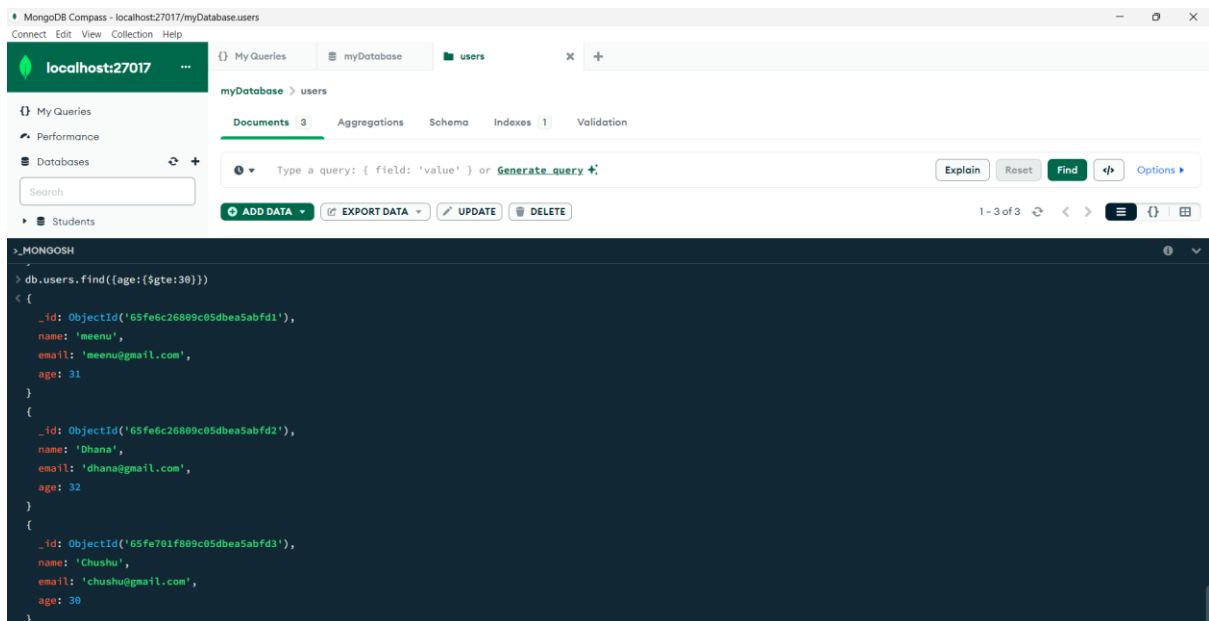 MongoDB Compass - localhost:27017/myDatabase.users
Connect Edit View Collection Help
localhost:27017 ...
{} My Queries
myDatabase
users
myDatabase > users
{} My Queries
Performance
Databases
Search
Students
Documents 3 Aggregations Schema Indexes 1 Validation
Type a query: { field: 'value' } or Generate query
Explain Reset Find </> Options
ADD DATA EXPORT DATA UPDATE DELETE
1 - 3 of 3 {}
>_MONGOSH
> db.users.find({age:{$gte:30}})
< {
_id: ObjectId('65fe6c26809c05dbea5abfd1'),
name: 'meenu',
email: 'meenu@gmail.com',
age: 31
}
{
_id: ObjectId('65fe6c26809c05dbea5abfd2'),
name: 'Dhana',
email: 'dhana@gmail.com',
age: 32
}
{
_id: ObjectId('65fe701f809c05dbea5abfd3'),
name: 'Chushu',
email: 'chushu@gmail.com',
age: 30
}